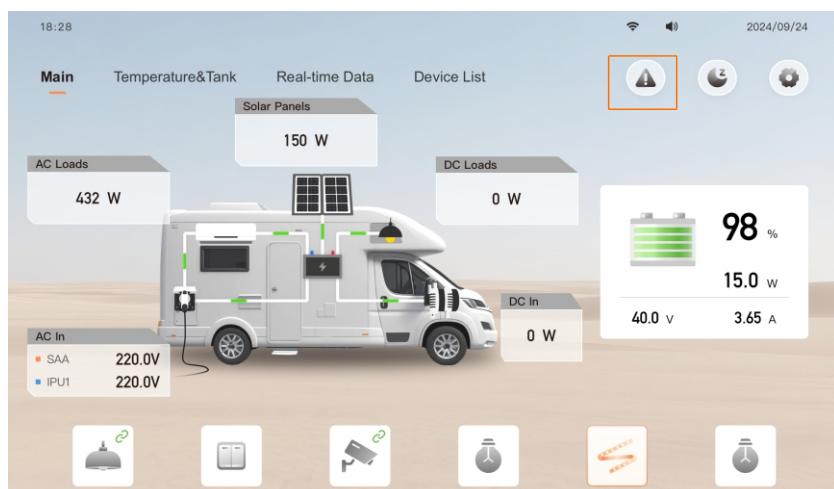 18:28
2024/09/24
Main
Temperature&Tank
Real-time Data
Device List
Z
Solar Panels
150 W
AC Loads
432 W
DC Loads
0 W
98 %
15.0 W
40.0 V
3.65 A
DC In
0 W
AC In
SAA 220.0V
IPU1 220.0V